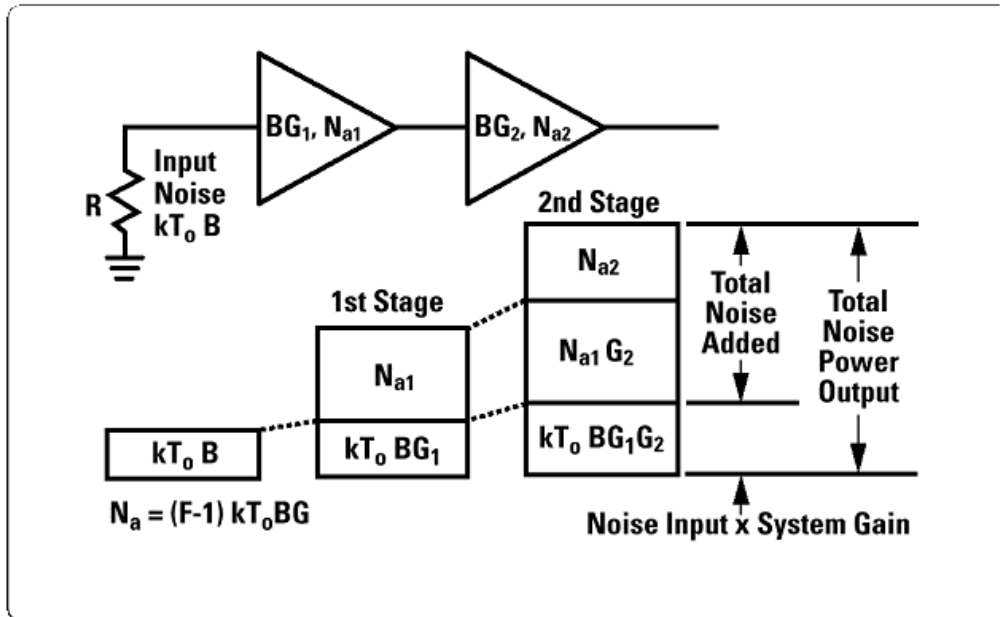 BG₁, Nₐ₁
BG₂, Nₐ₂
R
Input
Noise
kTₒ B
2nd Stage
Nₐ₂
Nₐ₁ G₂
kTₒ BG₁G₂
1st Stage
Nₐ₁
kTₒ BG₁
kTₒ B
Nₐ = (F-1) kTₒBG
Total
Noise
Added
Total
Noise
Power
Output
Noise Input x System Gain